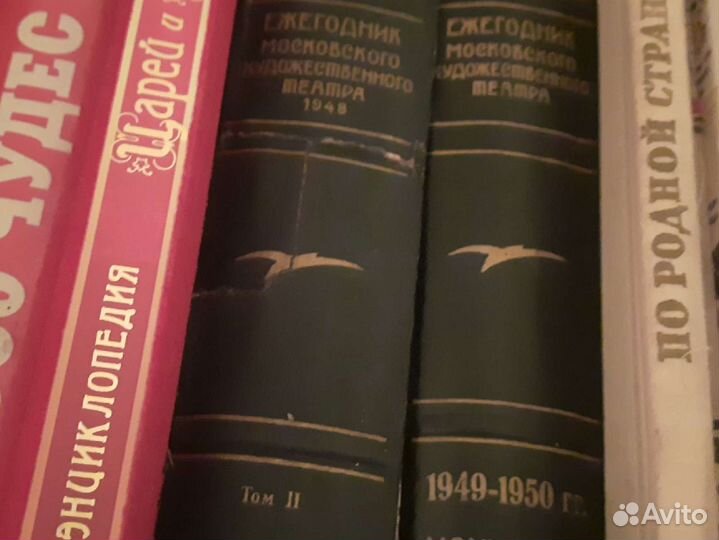 ЧУДЕС
ЭНЦИКЛОПЕДИЯ
Царей и
ЕЖЕГОДНИК
МОСКОВСКОГО
ХУДОЖЕСТВЕННОГО
ТЕАТРА
1948
Том II
ЕЖЕГОДНИК
МОСКОВСКОГО
ХУДОЖЕСТВЕННОГО
ТЕАТРА
1949-1950 гг.
ПО РОДНОЙ СТРАН
Avito